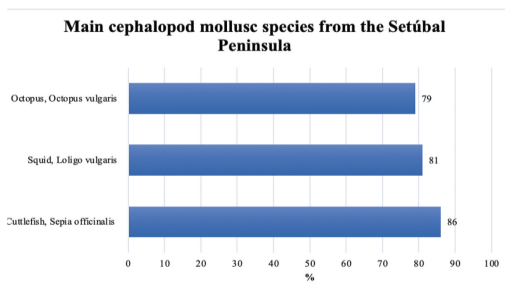 Main cephalopod mollusc species from the Setúbal
Peninsula
Octopus, Octopus vulgaris
79
Squid, Loligo vulgaris
81
Cuttlefish, Sepia officinalis
86
0 10 20 30 40 50 60 70 80 90 100
%